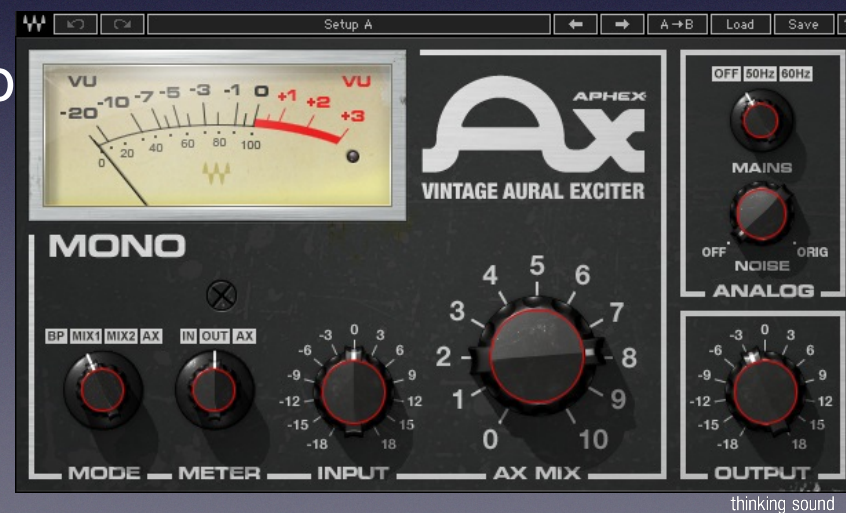 Setup A
A→B
Load
Save
VU
VU
-20 -10 -7 -5 -3 -1 0 +1 +2 +3
0 20 40 60 80 100
APHEX
Ax
VINTAGE AURAL EXCITER
MONO
BP MIX1 MIX2 AX
MODE
IN OUT AX
METER
-18 -15 -12 -9 -6 -3 0 3 6 9 12 15 18
INPUT
0 1 2 3 4 5 6 7 8 9 10
AX MIX
OFF 50Hz 60Hz
MAINS
OFF ORIG
NOISE
ANALOG
-18 -15 -12 -9 -6 -3 0 3 6 9 12 15 18
OUTPUT
thinking sound